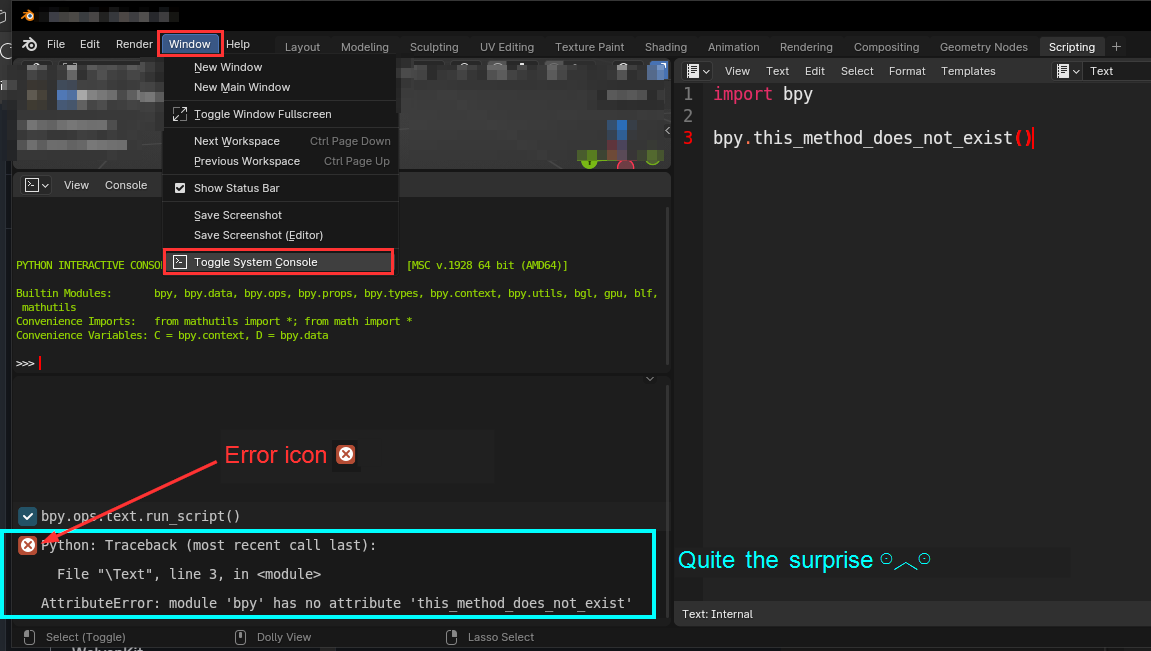 File Edit Render Window Help Layout Modeling Sculpting UV Editing Texture Paint Shading Animation Rendering Compositing Geometry Nodes Scripting
New Window
New Main Window
Toggle Window Fullscreen
Next Workspace Ctrl Page Down
Previous Workspace Ctrl Page Up
Show Status Bar
Save Screenshot
Save Screenshot (Editor)
Toggle System Console
View Console
PYTHON INTERACTIVE [MSC v.1928 64 bit (AMD64)]
Builtin Modules: bpy, bpy.data, bpy.ops, bpy.props, bpy.types, bpy.context, bpy.utils, bgl, gpu, blf,
mathutils
Convenience Imports: from mathutils import *; from math import *
Convenience Variables: C = bpy.context, D = bpy.data
>>>
Error icon
bpy.ops.text.run_script()
Python: Traceback (most recent call last):
File "\Text", line 3, in <module>
AttributeError: module 'bpy' has no attribute 'this_method_does_not_exist'
View Text Edit Select Format Templates Text
1 import bpy
2
3 bpy.this_method_does_not_exist()
Quite the surprise
Text: Internal
Select (Toggle) Dolly View Lasso Select